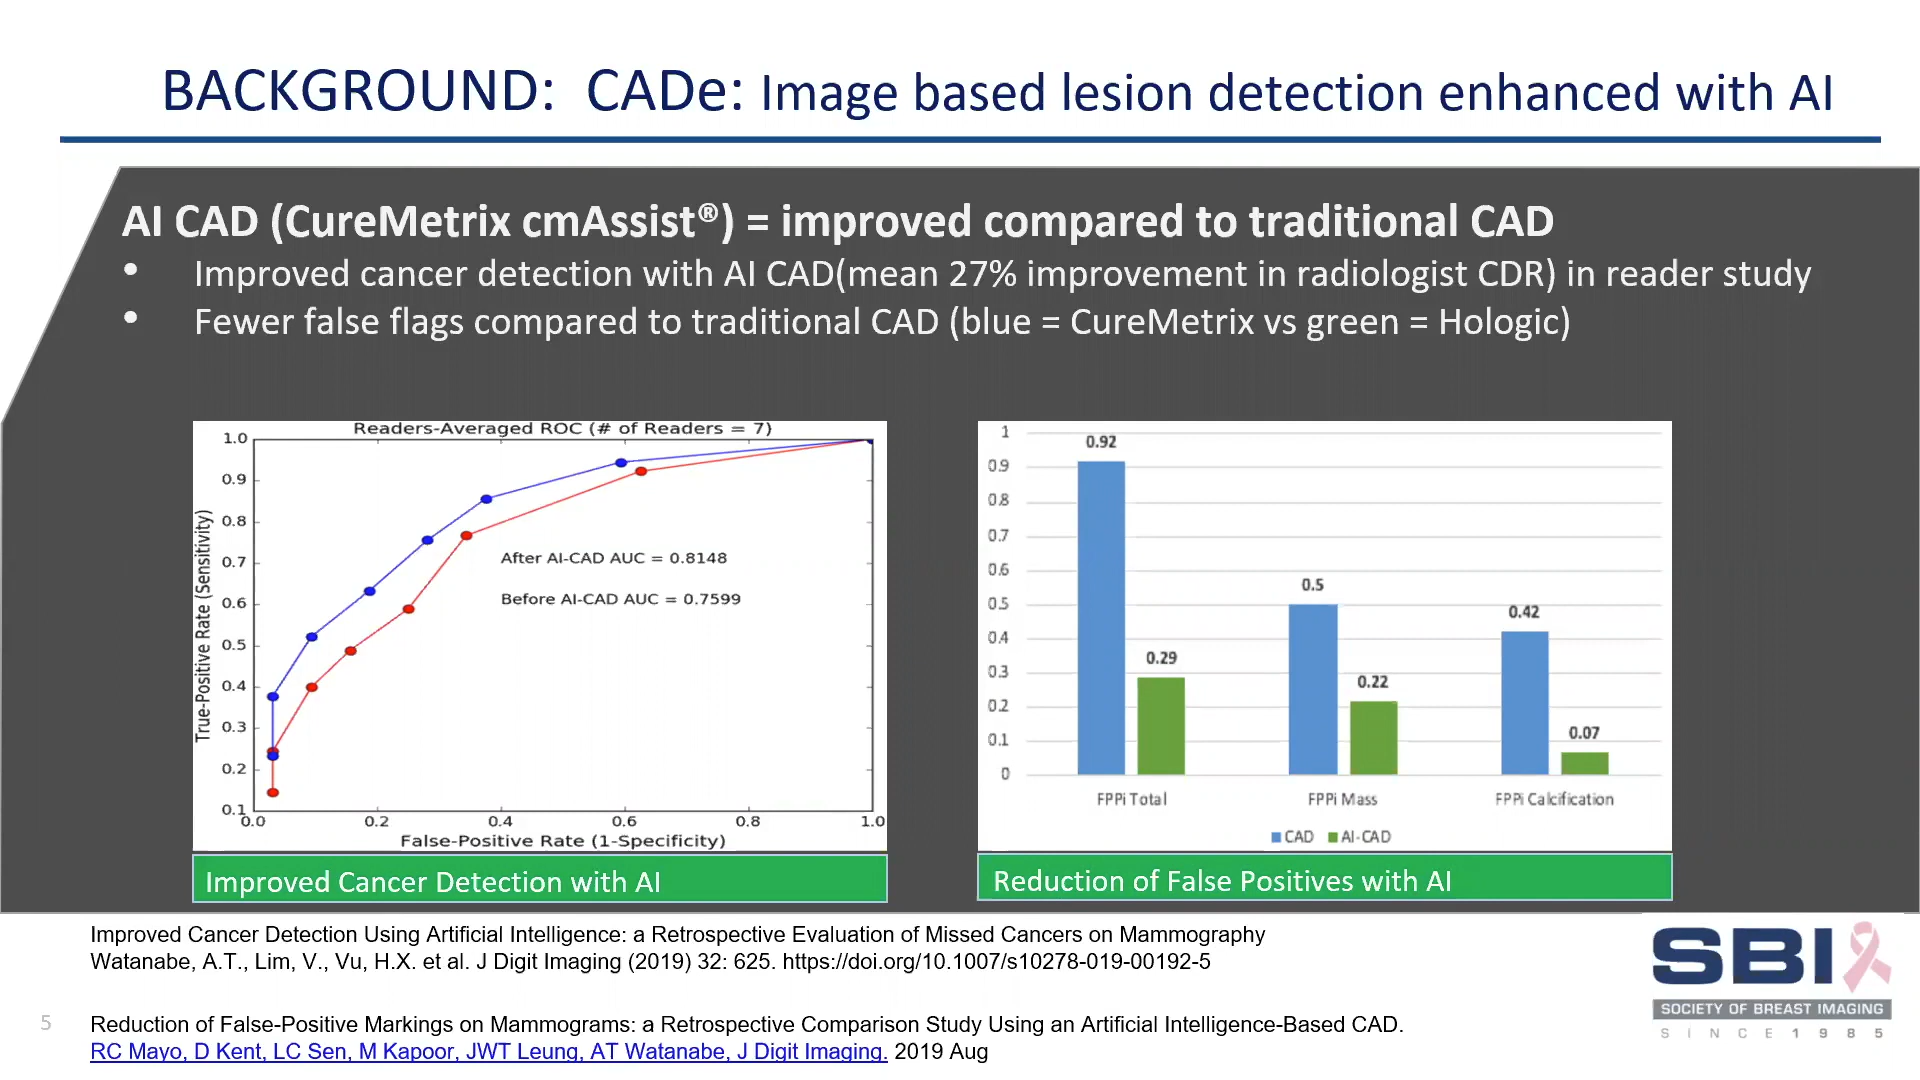 BACKGROUND: CADe: Image based lesion detection enhanced with AI
AI CAD (CureMetrix cmAssist®) = improved compared to traditional CAD
• Improved cancer detection with AI CAD(mean 27% improvement in radiologist CDR) in reader study
• Fewer false flags compared to traditional CAD (blue = CureMetrix vs green = Hologic)
Readers-Averaged ROC (# of Readers = 7)
True-Positive Rate (Sensitivity)
1.0
0.9
0.8
0.7
0.6
0.5
0.4
0.3
0.2
0.1
After AI-CAD AUC = 0.8148
Before AI-CAD AUC = 0.7599
0.0 0.2 0.4 0.6 0.8 1.0
False-Positive Rate (1-Specificity)
Improved Cancer Detection with AI
1
0.9
0.8
0.7
0.6
0.5
0.4
0.3
0.2
0.1
0
0.92
0.29
0.5
0.22
0.42
0.07
FPPi Total FPPi Mass FPPi Calcification
CAD AI-CAD
Reduction of False Positives with AI
Improved Cancer Detection Using Artificial Intelligence: a Retrospective Evaluation of Missed Cancers on Mammography
Watanabe, A.T., Lim, V., Vu, H.X. et al. J Digit Imaging (2019) 32: 625. https://doi.org/10.1007/s10278-019-00192-5
5
Reduction of False-Positive Markings on Mammograms: a Retrospective Comparison Study Using an Artificial Intelligence-Based CAD.
RC Mayo, D Kent, LC Sen, M Kapoor, JWT Leung, AT Watanabe, J Digit Imaging. 2019 Aug
SBI
SOCIETY OF BREAST IMAGING
SINCE 1985